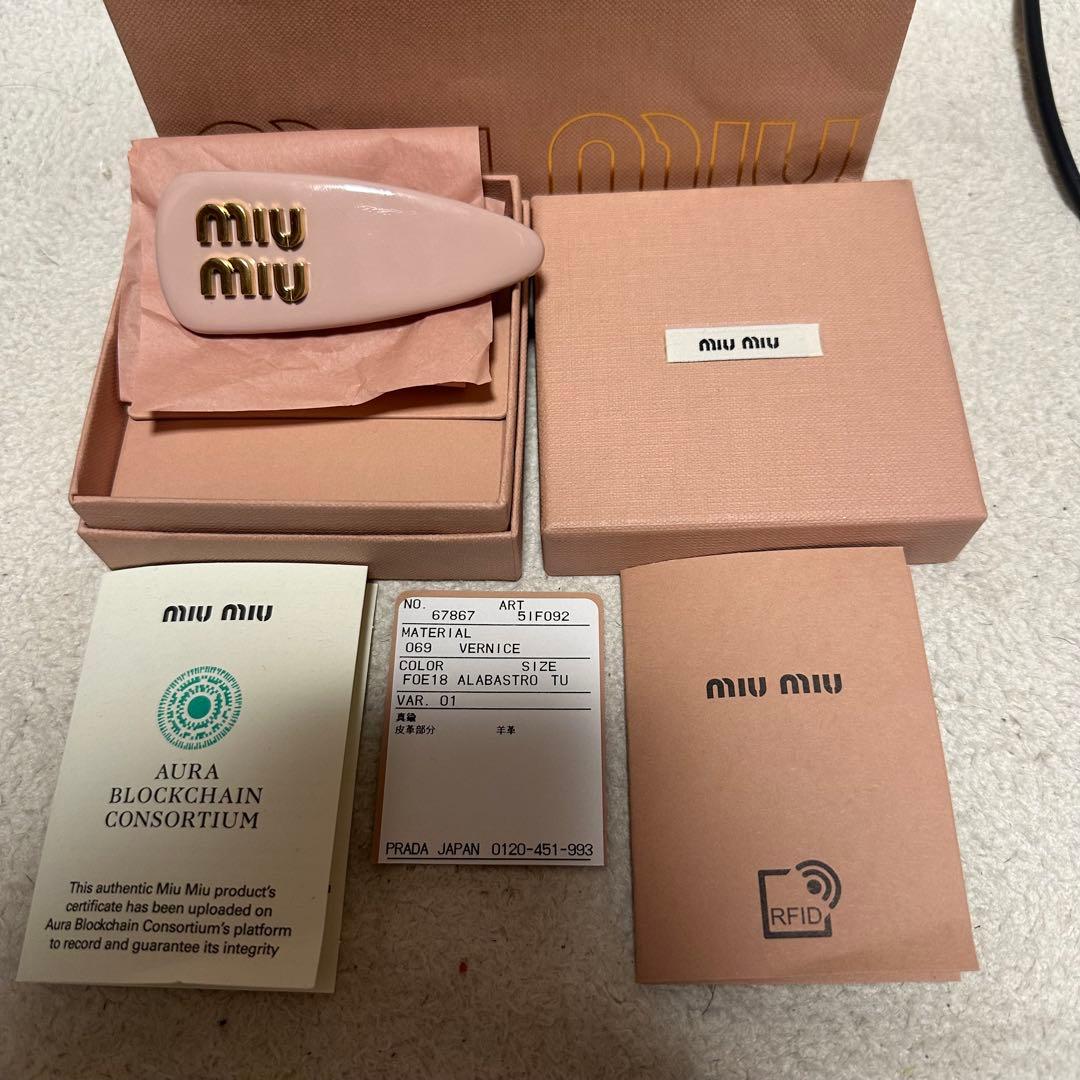 miu
miu
miu
miu miu
miu miu
AURA
BLOCKCHAIN
CONSORTIUM
This authentic Miu Miu product's
certificate has been uploaded on
Aura Blockchain Consortium's platform
to record and guarantee its integrity
NO. ART
67867 5IF092
MATERIAL
069 VERNICE
COLOR SIZE
F0E18 ALABASTRO TU
VAR. 01
真鍮
皮革部分 羊革
PRADA JAPAN 0120-451-993
miu miu
RFID